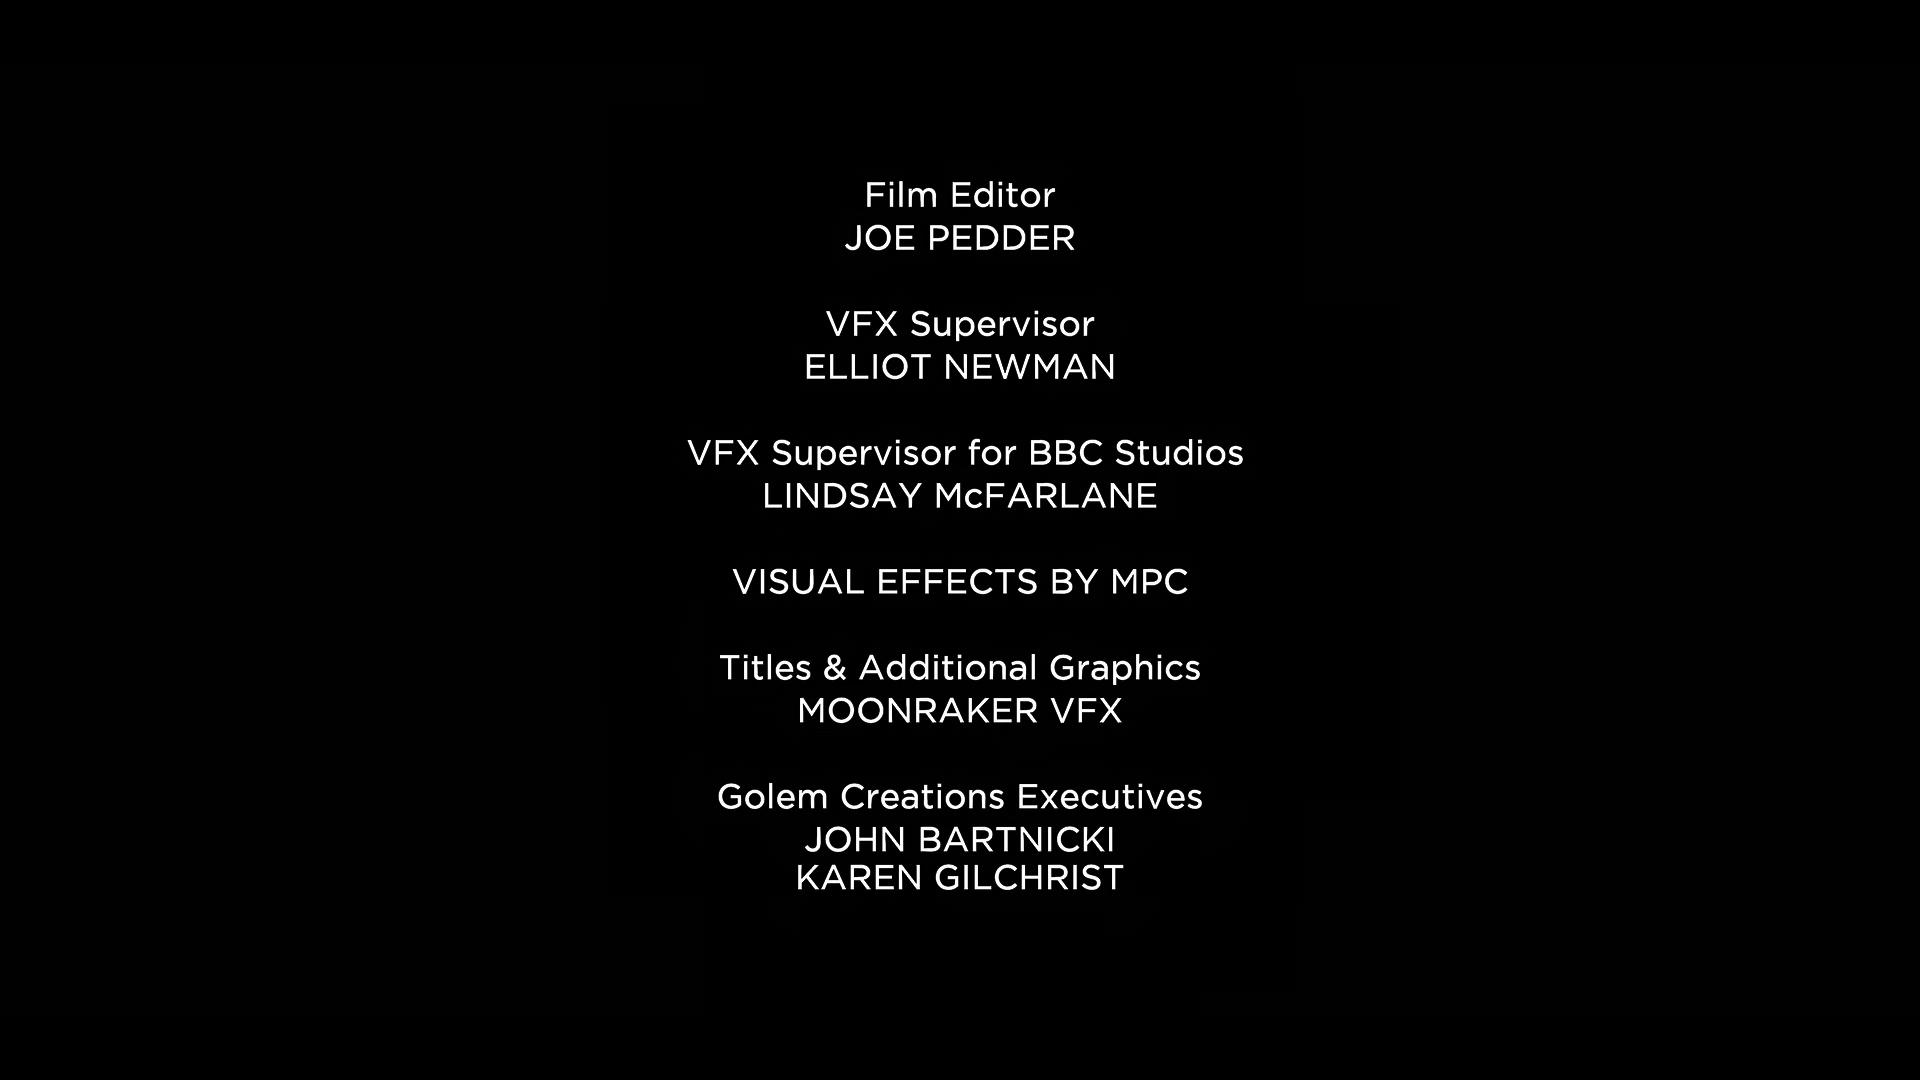 Film Editor
JOE PEDDER
VFX Supervisor
ELLIOT NEWMAN
VFX Supervisor for BBC Studios
LINDSAY McFARLANE
VISUAL EFFECTS BY MPC
Titles & Additional Graphics
MOONRAKER VFX
Golem Creations Executives
JOHN BARTNICKI
KAREN GILCHRIST